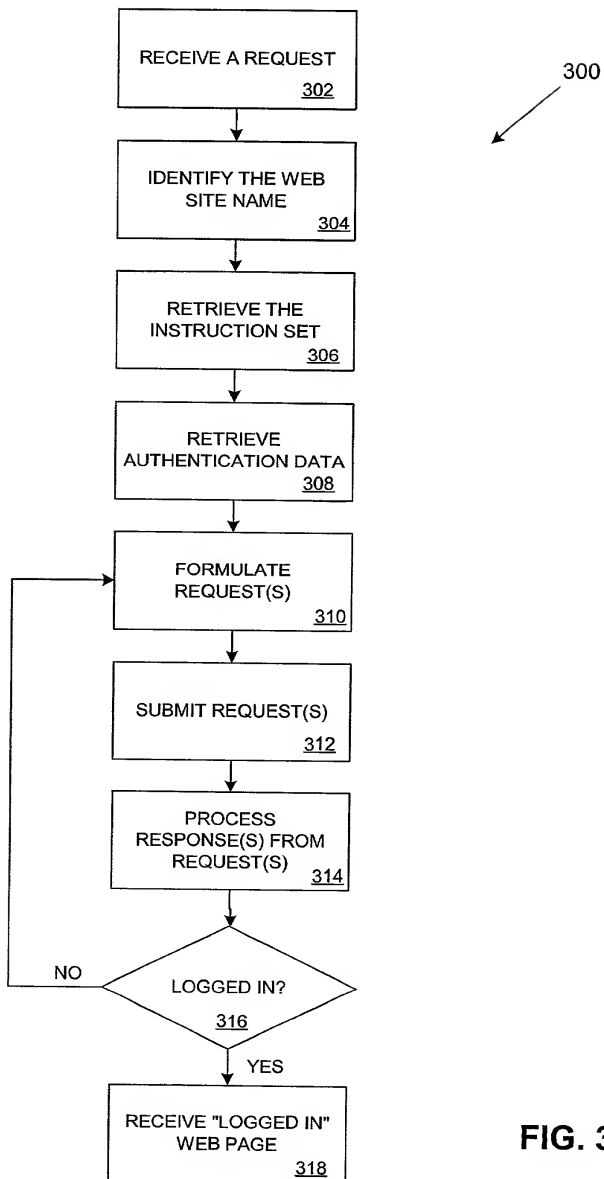 RECEIVE A REQUEST
302
300
IDENTIFY THE WEB
SITE NAME
304
RETRIEVE THE
INSTRUCTION SET
306
RETRIEVE
AUTHENTICATION DATA
308
FORMULATE
REQUEST(S)
310
SUBMIT REQUEST(S)
312
PROCESS
RESPONSE(S) FROM
REQUEST(S)
314
NO
LOGGED IN?
316
YES
RECEIVE "LOGGED IN"
WEB PAGE
318
FIG. 3